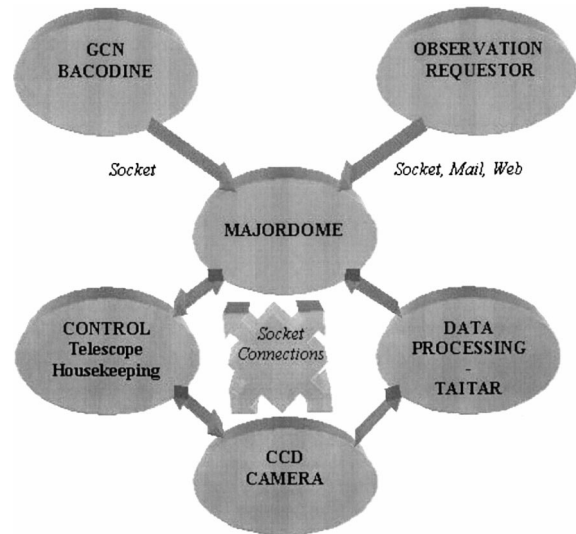 GCN
BACODINE
OBSERVATION
REQUESTOR
Socket
Socket, Mail, Web
MAJORDOME
CONTROL
Telescope
Housekeeping
Socket
Connections
DATA
PROCESSING
-
TAITAR
CCD
CAMERA